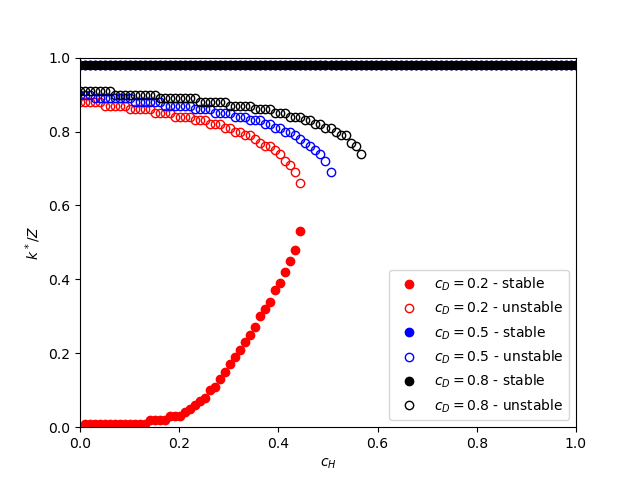 1.0
0.8
0.6
0.4
0.2
0.0
k*/Z
0.0 0.2 0.4 0.6 0.8 1.0
c_H
c_D = 0.2 - stable
c_D = 0.2 - unstable
c_D = 0.5 - stable
c_D = 0.5 - unstable
c_D = 0.8 - stable
c_D = 0.8 - unstable